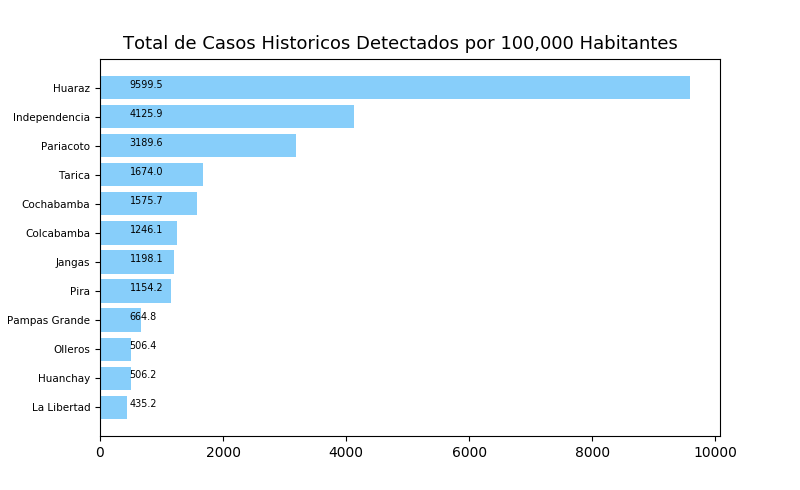 Total de Casos Historicos Detectados por 100,000 Habitantes
Huaraz 9599.5
Independencia 4125.9
Pariacoto 3189.6
Tarica 1674.0
Cochabamba 1575.7
Colcabamba 1246.1
Jangas 1198.1
Pira 1154.2
Pampas Grande 664.8
Olleros 506.4
Huanchay 506.2
La Libertad 435.2
0 2000 4000 6000 8000 10000